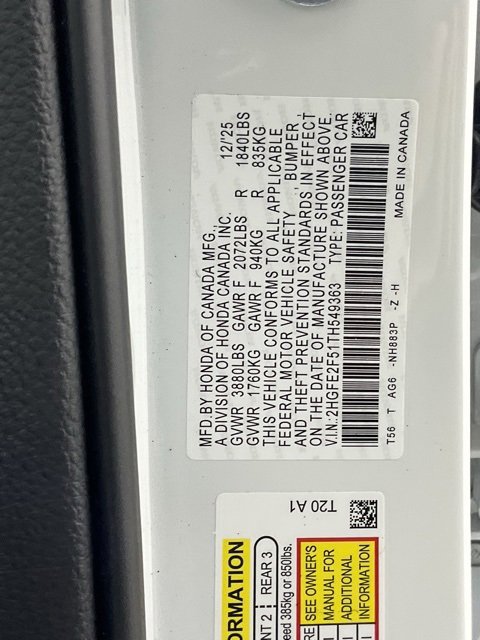 MFD.BY HONDA OF CANADA MFG., 12/'25
A DIVISION OF HONDA CANADA INC.
GVWR 3880LBS GAWR F 2072LBS R 1840LBS
GVWR 1760KG GAWR F 940KG R 835KG
THIS VEHICLE CONFORMS TO ALL APPLICABLE
FEDERAL MOTOR VEHICLE SAFETY, BUMPER,
AND THEFT PREVENTION STANDARDS, IN EFFECT
ON THE DATE OF MANUFACTURE SHOWN ABOVE.
V.I.N.:2HGFE2F51TH549363 TYPE: PASSENGER CAR
T56 T AG6 -NH883P -Z -H
MADE IN CANADA
T20 A1
ORMATION
NT 2 REAR 3
eed 385kg or 850lbs.
SEE OWNER'S
MANUAL FOR
ADDITIONAL
INFORMATION